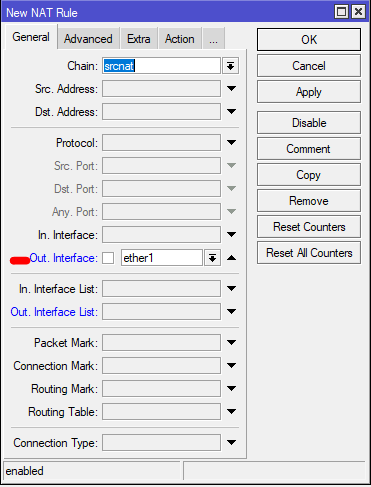 New NAT Rule
General Advanced Extra Action ...
Chain: srcnat
Src. Address:
Dst. Address:
Protocol:
Src. Port:
Dst. Port:
Any. Port:
In. Interface:
Out. Interface: ether1
In. Interface List:
Out. Interface List:
Packet Mark:
Connection Mark:
Routing Mark:
Routing Table:
Connection Type:
OK
Cancel
Apply
Disable
Comment
Copy
Remove
Reset Counters
Reset All Counters
enabled